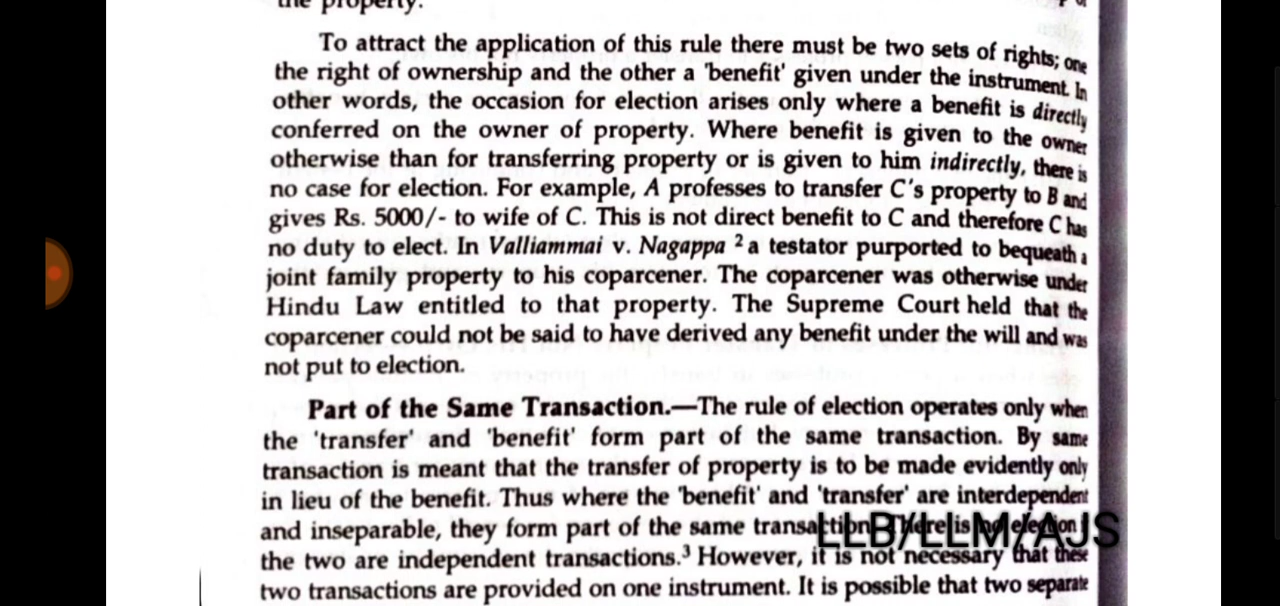 the property.
To attract the application of this rule there must be two sets of rights; one
the right of ownership and the other a 'benefit' given under the instrument. In
other words, the occasion for election arises only where a benefit is directly
conferred on the owner of property. Where benefit is given to the owner
otherwise than for transferring property or is given to him indirectly, there is
no case for election. For example, A professes to transfer C's property to B and
gives Rs. 5000/- to wife of C. This is not direct benefit to C and therefore C has
no duty to elect. In Valliammai v. Nagappa 2 a testator purported to bequeath a
joint family property to his coparcener. The coparcener was otherwise under
Hindu Law entitled to that property. The Supreme Court held that the
coparcener could not be said to have derived any benefit under the will and was
not put to election.
Part of the Same Transaction.—The rule of election operates only when
the 'transfer' and 'benefit' form part of the same transaction. By same
transaction is meant that the transfer of property is to be made evidently only
in lieu of the benefit. Thus where the 'benefit' and 'transfer' are interdependent
and inseparable, they form part of the same transaction. There is no election
LLB/LLM/AJS
the two are independent transactions.3 However, it is not necessary that these
two transactions are provided on one instrument. It is possible that two separate